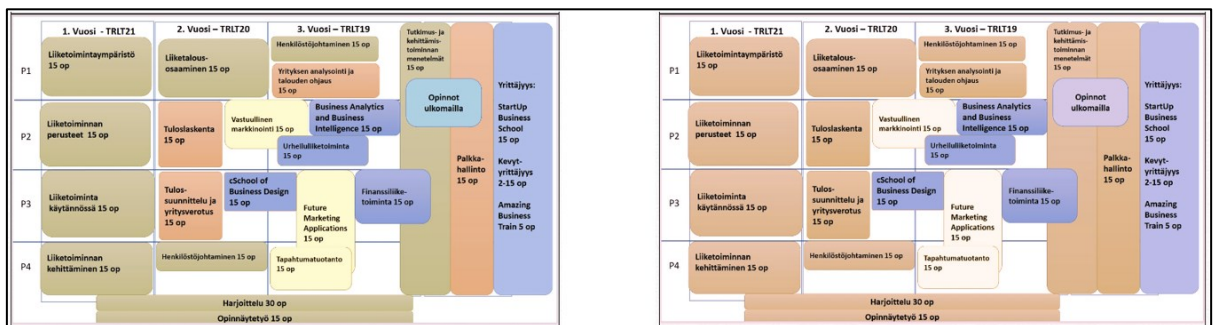 1. Vuosi - TRLT21
2. Vuosi – TRLT20
3. Vuosi – TRLT19
P1
Liiketoimintaympäristö
15 op
Liiketalous-
osaaminen 15 op
Henkilöstöjohtaminen 15 op
Yrityksen analysointi ja
talouden ohjaus
15 op
Tutkimus- ja
kehittämis-
toiminnan
menetelmät
15 op
Opinnot
ulkomailla
Yrittäjyys:
StartUp
Business
School
15 op
Kevyt-
yrittäjyys
2-15 op
Amazing
Business
Train 5 op
P2
Liiketoiminnan
perusteet 15 op
Tuloslaskenta
15 op
Vastuullinen
markkinointi 15 op
Business Analytics
and Business
Intelligence 15 op
Urheiluliiketoiminta
15 op
Palkka-
hallinto
15 op
P3
Liiketoiminta
käytännössä 15 op
Tulos-
suunnittelu ja
yritysverotus
15 op
cSchool of
Business Design
15 op
Future
Marketing
Applications
15 op
Finanssiliike-
toiminta 15 op
P4
Liiketoiminnan
kehittäminen 15 op
Henkilöstöjohtaminen 15 op
Tapahtumatuotanto
15 op
Harjoittelu 30 op
Opinnäytetyö 15 op
1. Vuosi - TRLT21
2. Vuosi – TRLT20
3. Vuosi – TRLT19
P1
Liiketoimintaympäristö
15 op
Liiketalous-
osaaminen 15 op
Henkilöstöjohtaminen 15 op
Yrityksen analysointi ja
talouden ohjaus
15 op
Tutkimus- ja
kehittämis-
toiminnan
menetelmät
15 op
Opinnot
ulkomailla
Yrittäjyys:
StartUp
Business
School
15 op
Kevyt-
yrittäjyys
2-15 op
Amazing
Business
Train 5 op
P2
Liiketoiminnan
perusteet 15 op
Tuloslaskenta
15 op
Vastuullinen
markkinointi 15 op
Business Analytics
and Business
Intelligence 15 op
Urheiluliiketoiminta
15 op
Palkka-
hallinto
15 op
P3
Liiketoiminta
käytännössä 15 op
Tulos-
suunnittelu ja
yritysverotus
15 op
cSchool of
Business Design
15 op
Future
Marketing
Applications
15 op
Finanssiliike-
toiminta 15 op
P4
Liiketoiminnan
kehittäminen 15 op
Henkilöstöjohtaminen 15 op
Tapahtumatuotanto
15 op
Harjoittelu 30 op
Opinnäytetyö 15 op